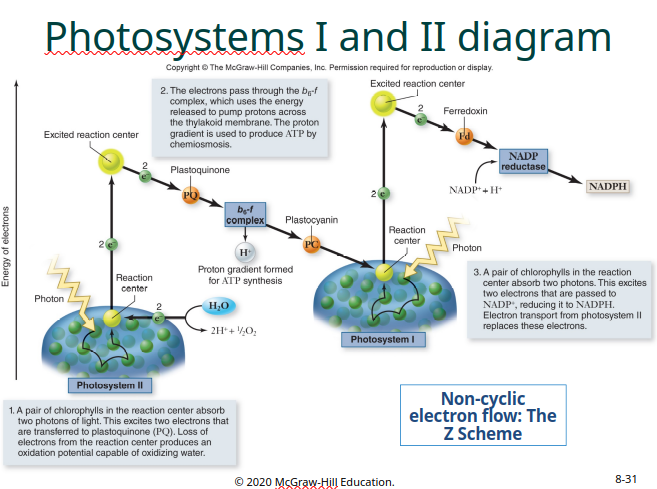 Photosystems I and II diagram
Copyright © The McGraw-Hill Companies, Inc. Permission required for reproduction or display.
Energy of electrons
2. The electrons pass through the b₆-f
complex, which uses the energy
released to pump protons across
the thylakoid membrane. The proton
gradient is used to produce ATP by
chemiosmosis.
Excited reaction center
2
e⁻
Plastoquinone
PQ
b₆-f
complex
H⁺
Proton gradient formed
for ATP synthesis
Plastocyanin
PC
2 e⁻
Photon
Reaction
center
2
e⁻
H₂O
2H⁺ + ½O₂
Photosystem II
1. A pair of chlorophylls in the reaction center absorb
two photons of light. This excites two electrons that
are transferred to plastoquinone (PQ). Loss of
electrons from the reaction center produces an
oxidation potential capable of oxidizing water.
Excited reaction center
2
e⁻
Ferredoxin
Fd
NADP
reductase
NADP⁺ + H⁺
NADPH
2 e⁻
Reaction
center
Photon
Photosystem I
3. A pair of chlorophylls in the reaction
center absorb two photons. This excites
two electrons that are passed to
NADP⁺, reducing it to NADPH.
Electron transport from photosystem II
replaces these electrons.
Non-cyclic
electron flow: The
Z Scheme
© 2020 McGraw-Hill Education.
8-31